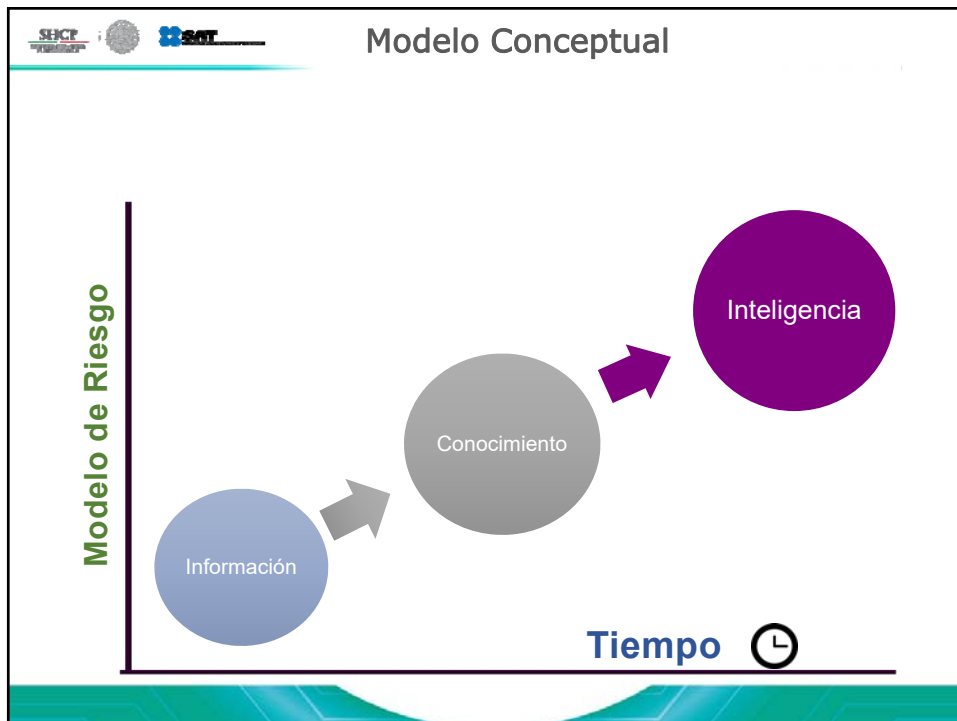 SHCP
SAT
Modelo Conceptual
Modelo de Riesgo
Inteligencia
Conocimiento
Información
Tiempo